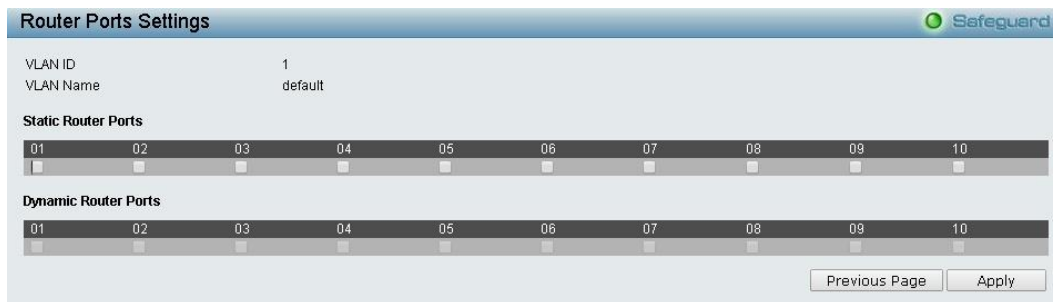 Router Ports Settings Safeguard
VLAN ID 1
VLAN Name default
Static Router Ports
01 02 03 04 05 06 07 08 09 10
Dynamic Router Ports
01 02 03 04 05 06 07 08 09 10
Previous Page Apply